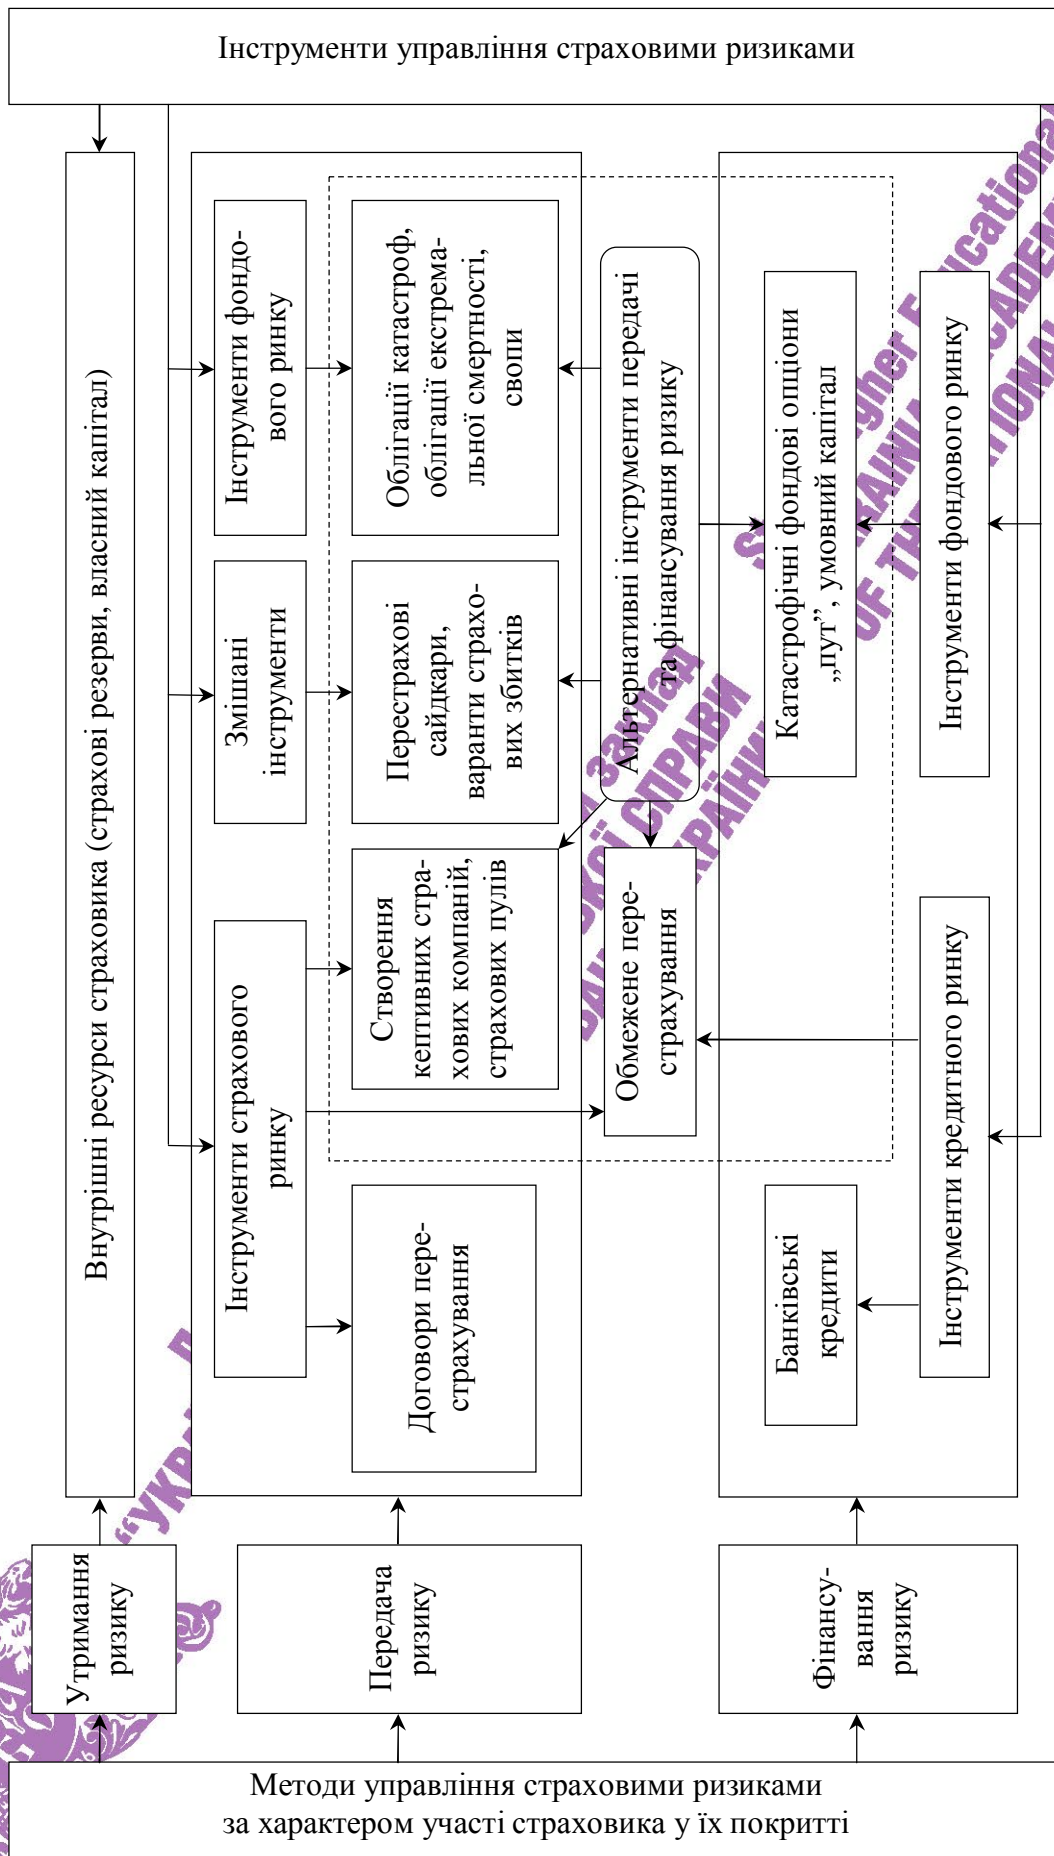 Інструменти управління страховими ризиками
Внутрішні ресурси страховика (страхові резерви, власний капітал)
Інструменти фондо-
вого ринку
Змішані
інструменти
Інструменти страхового
ринку
Облігації катастроф,
облігації екстрема-
льної смертності,
свопи
Перестрахові
сайдкари,
варанти страхо-
вих збитків
Створення
кептивних стра-
хових компаній,
страхових пулів
Договори пере-
страхування
Альтернативні інструменти передачі
та фінансування ризику
Обмежене пере-
страхування
Катастрофічні фондові опціони
„пут”, умовний капітал
Банківські
кредити
Інструменти фондового ринку
Інструменти кредитного ринку
Утримання
ризику
Передача
ризику
Фінансу-
вання
ризику
Методи управління страховими ризиками
за характером участі страховика у їх покритті
заклад
СПРАВИ
OF